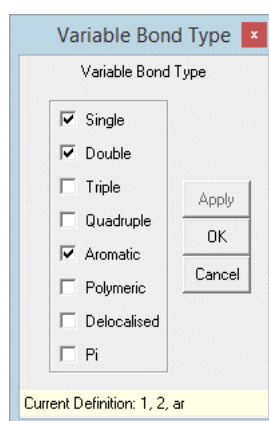 Variable Bond Type x
Variable Bond Type
Single
Double
Triple
Quadruple
Aromatic
Polymeric
Delocalised
Pi
Apply
OK
Cancel
Current Definition: 1, 2, ar